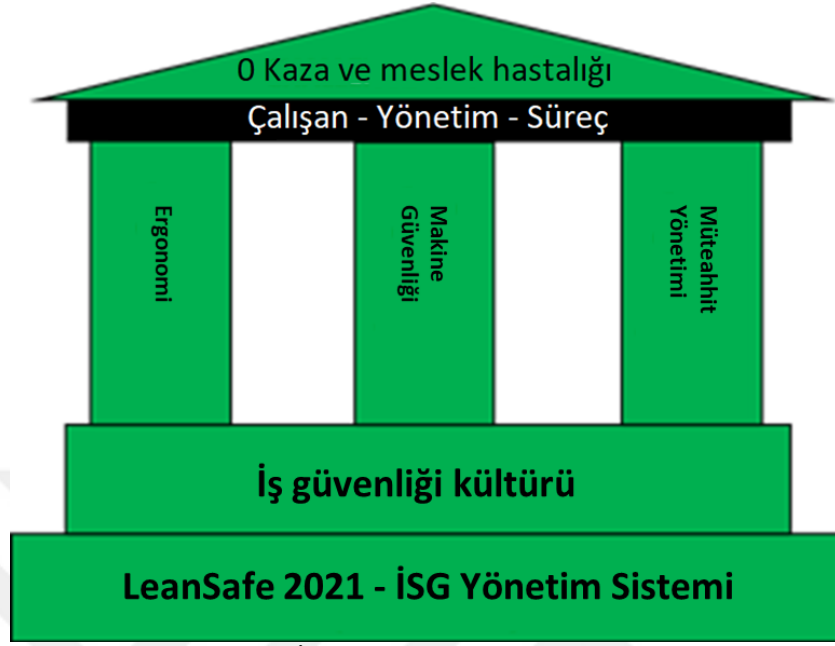 0 Kaza ve meslek hastalığı
Çalışan - Yönetim - Süreç
Ergonomi
Makine
Güvenliği
Müteahhit
Yönetimi
İş güvenliği kültürü
LeanSafe 2021 - İSG Yönetim Sistemi